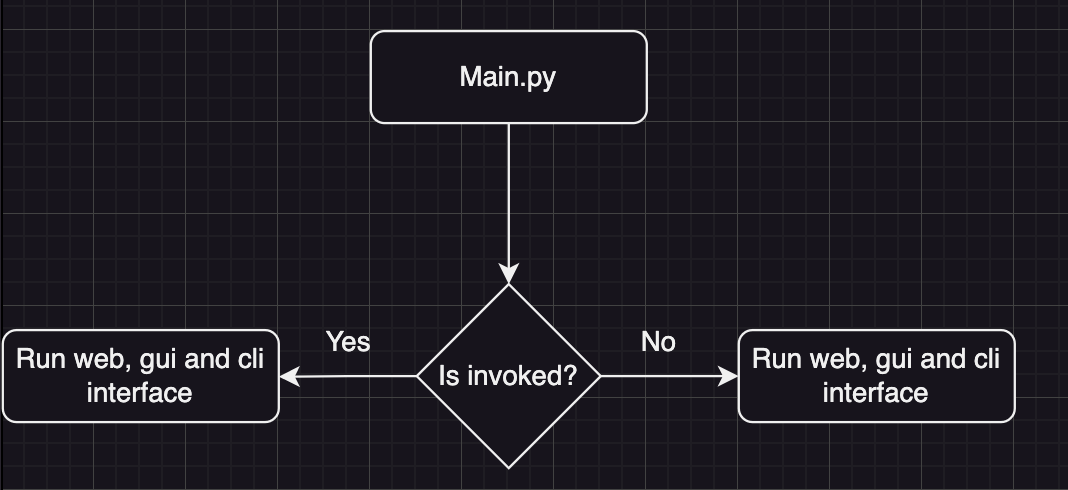 Main.py
Yes
No
Run web, gui and cli
interface
Is invoked?
Run web, gui and cli
interface